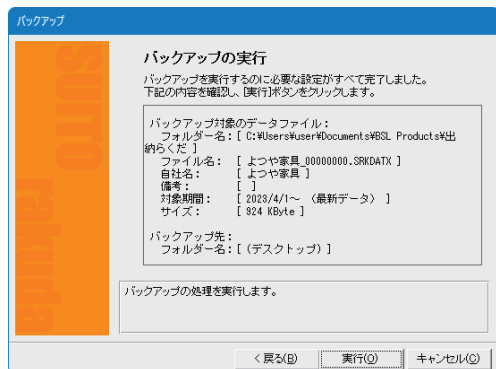 バックアップ
suito rakuda
バックアップの実行
バックアップを実行するのに必要な設定がすべて完了しました。
下記の内容を確認し、[実行]ボタンをクリックします。
バックアップ対象のデータファイル:
フォルダー名:[ C:¥Users¥user¥Documents¥BSL Products¥出
納らくだ ]
ファイル名: [ よつや家具_00000000.SRKDATX ]
自社名: [ よつや家具 ]
備考: [ ]
対象期間: [ 2023/4/1～ (最新データ) ]
サイズ: [ 924 KByte ]
バックアップ先:
フォルダー名:[ (デスクトップ) ]
バックアップの処理を実行します。
< 戻る(B) 実行(O) キャンセル(C)